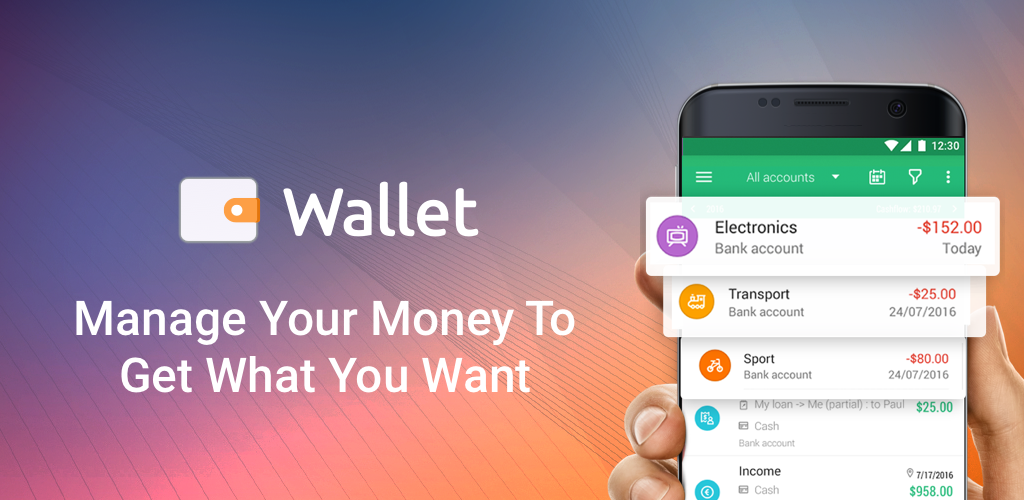 Wallet
Manage Your Money To
Get What You Want
12:30
All accounts
Electronics -$152.00
Bank account Today
Transport -$25.00
Bank account 24/07/2016
Sport -$80.00
Bank account 24/07/2016
My loan -> Me (partial) : to Paul $25.00
Cash
Bank account
Income 7/17/2016
Cash $958.00